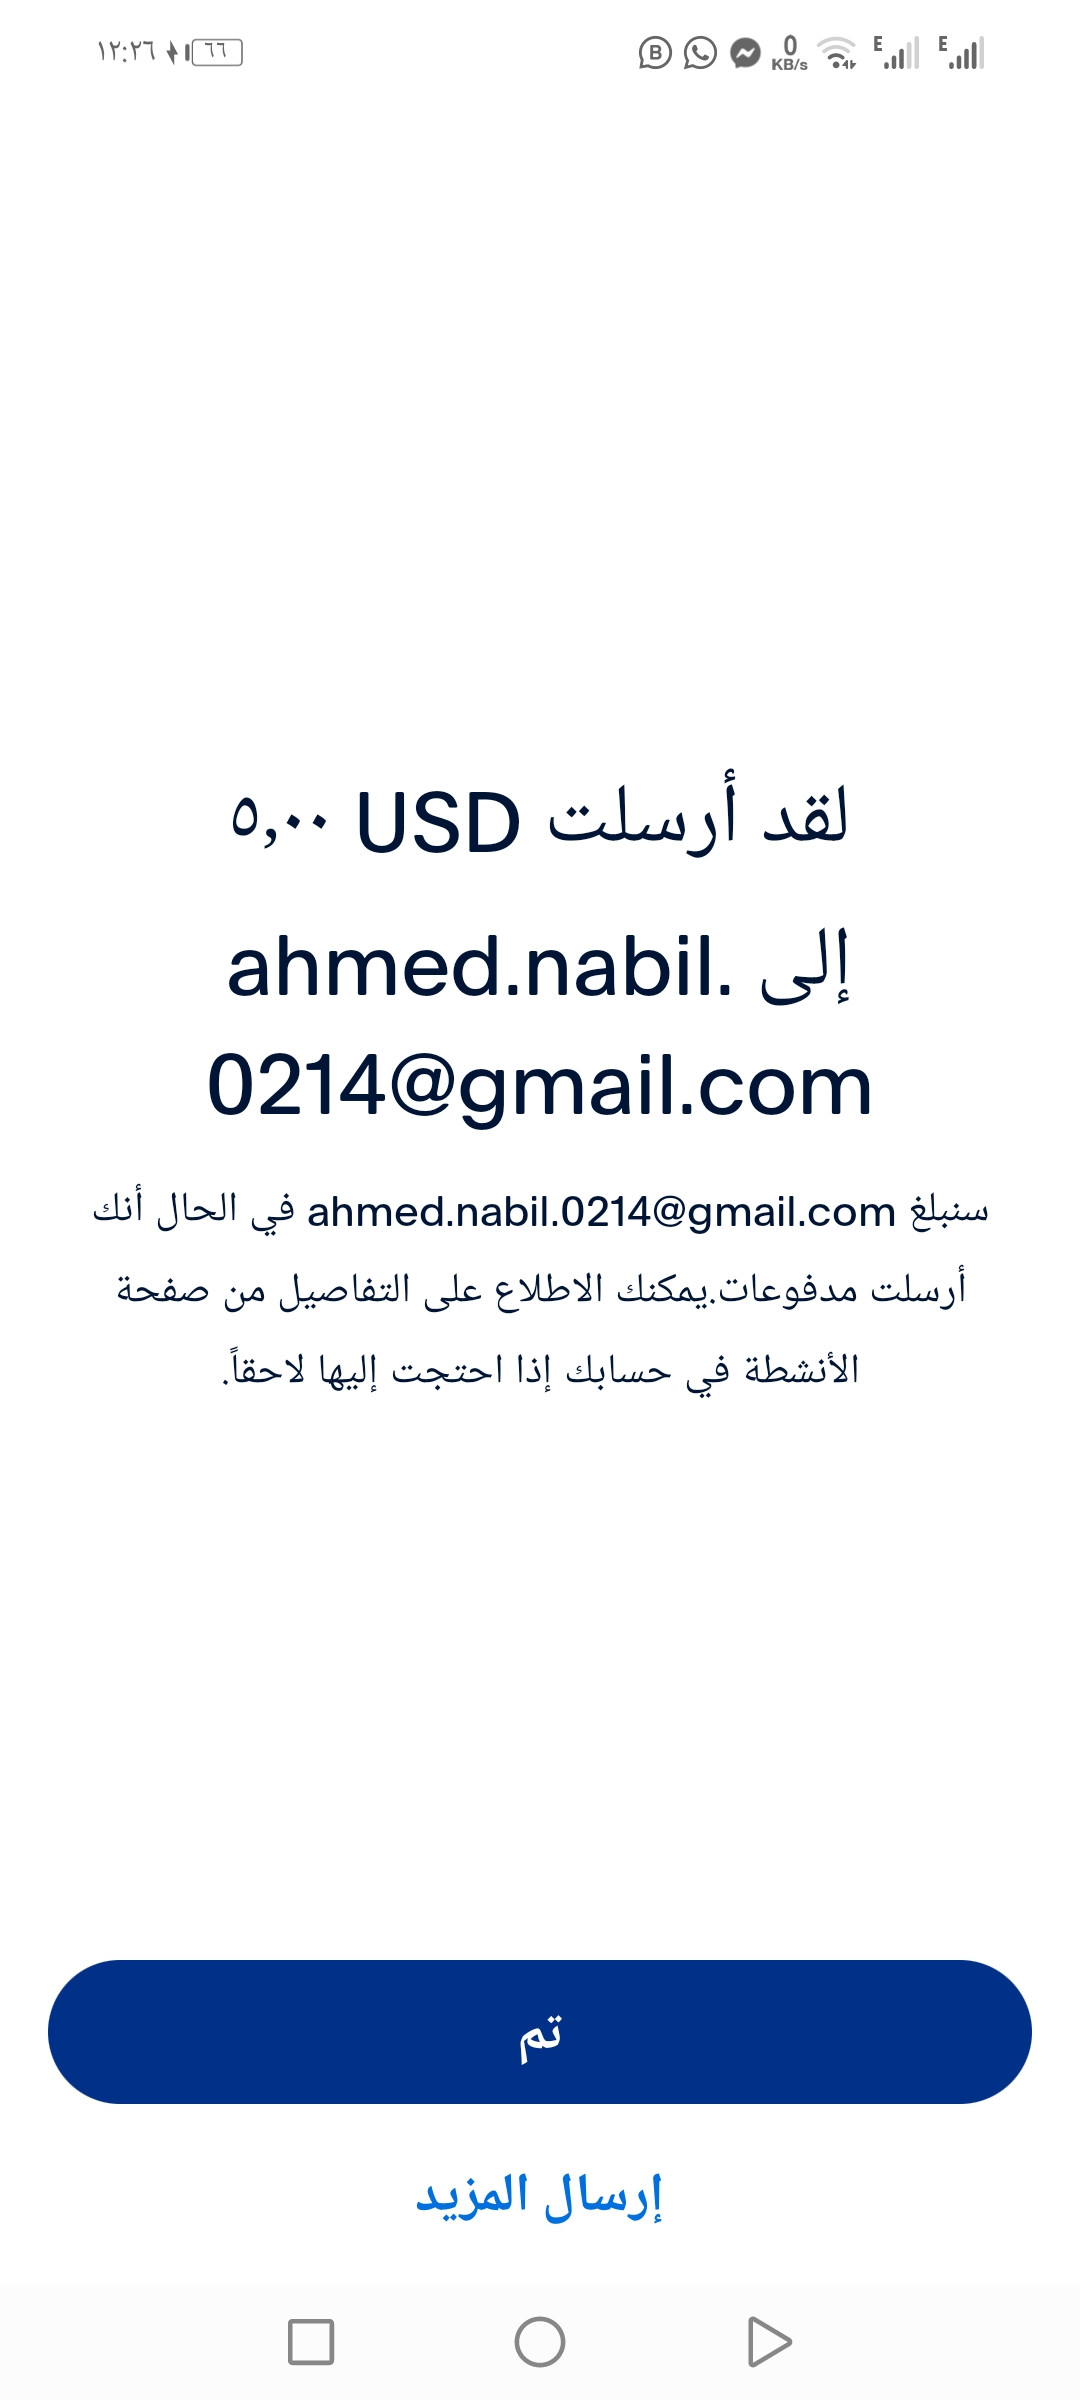 ١٢:٢٦ ٦٦ B 0 KB/s E E
لقد أرسلت USD ٥,٠٠
إلى ahmed.nabil.
0214@gmail.com
سنبلغ ahmed.nabil.0214@gmail.com في الحال أنك
أرسلت مدفوعات.يمكنك الاطلاع على التفاصيل من صفحة
الأنشطة في حسابك إذا احتجت إليها لاحقاً.
تم
إرسال المزيد